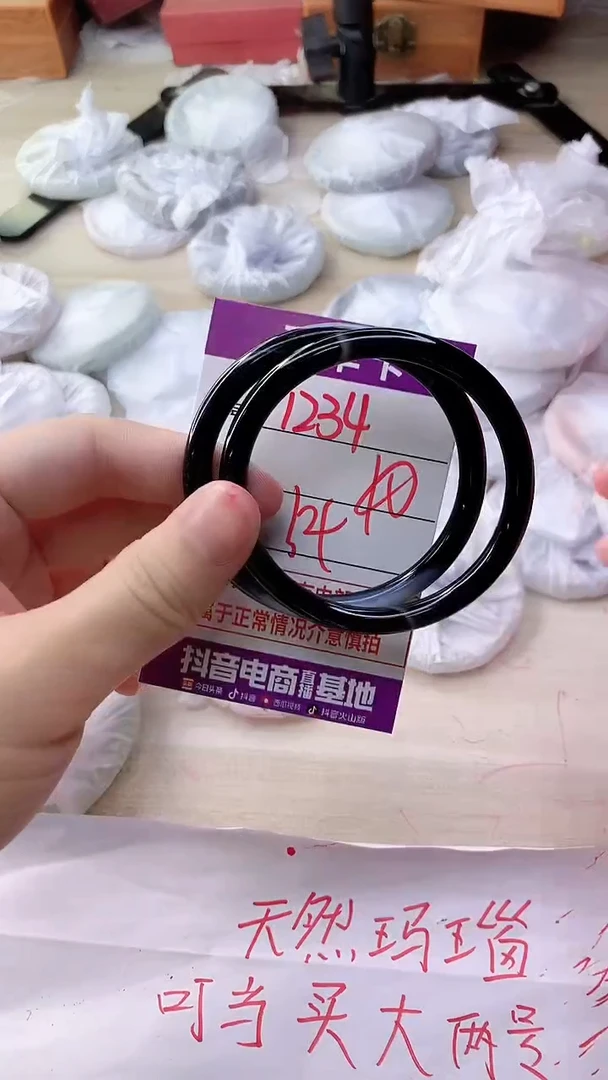 1234
54
属于正常情况介意慎拍
抖音电商直播基地
今日头条 抖音 西瓜视频 抖音火山版
天然玛瑙
叮当买大两号